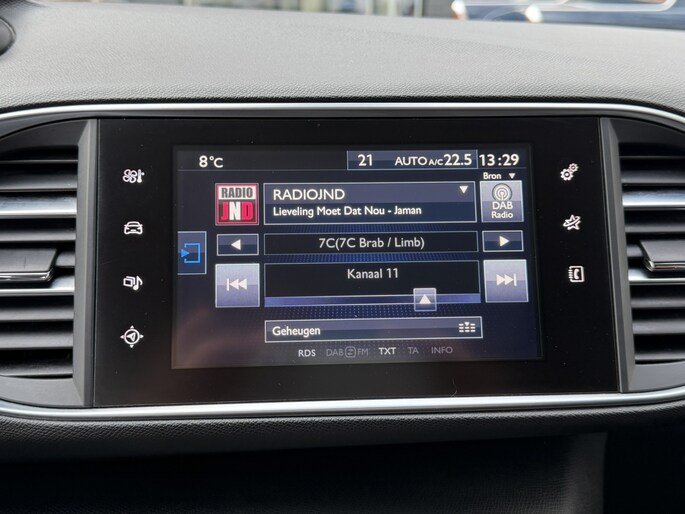 8°C 21 AUTO A/C 22.5 13:29
Bron
RADIO
JND
RADIOJND
Lieveling Moet Dat Nou - Jaman
DAB
Radio
7C(7C Brab / Limb)
Kanaal 11
Geheugen
RDS DAB FM TXT TA INFO